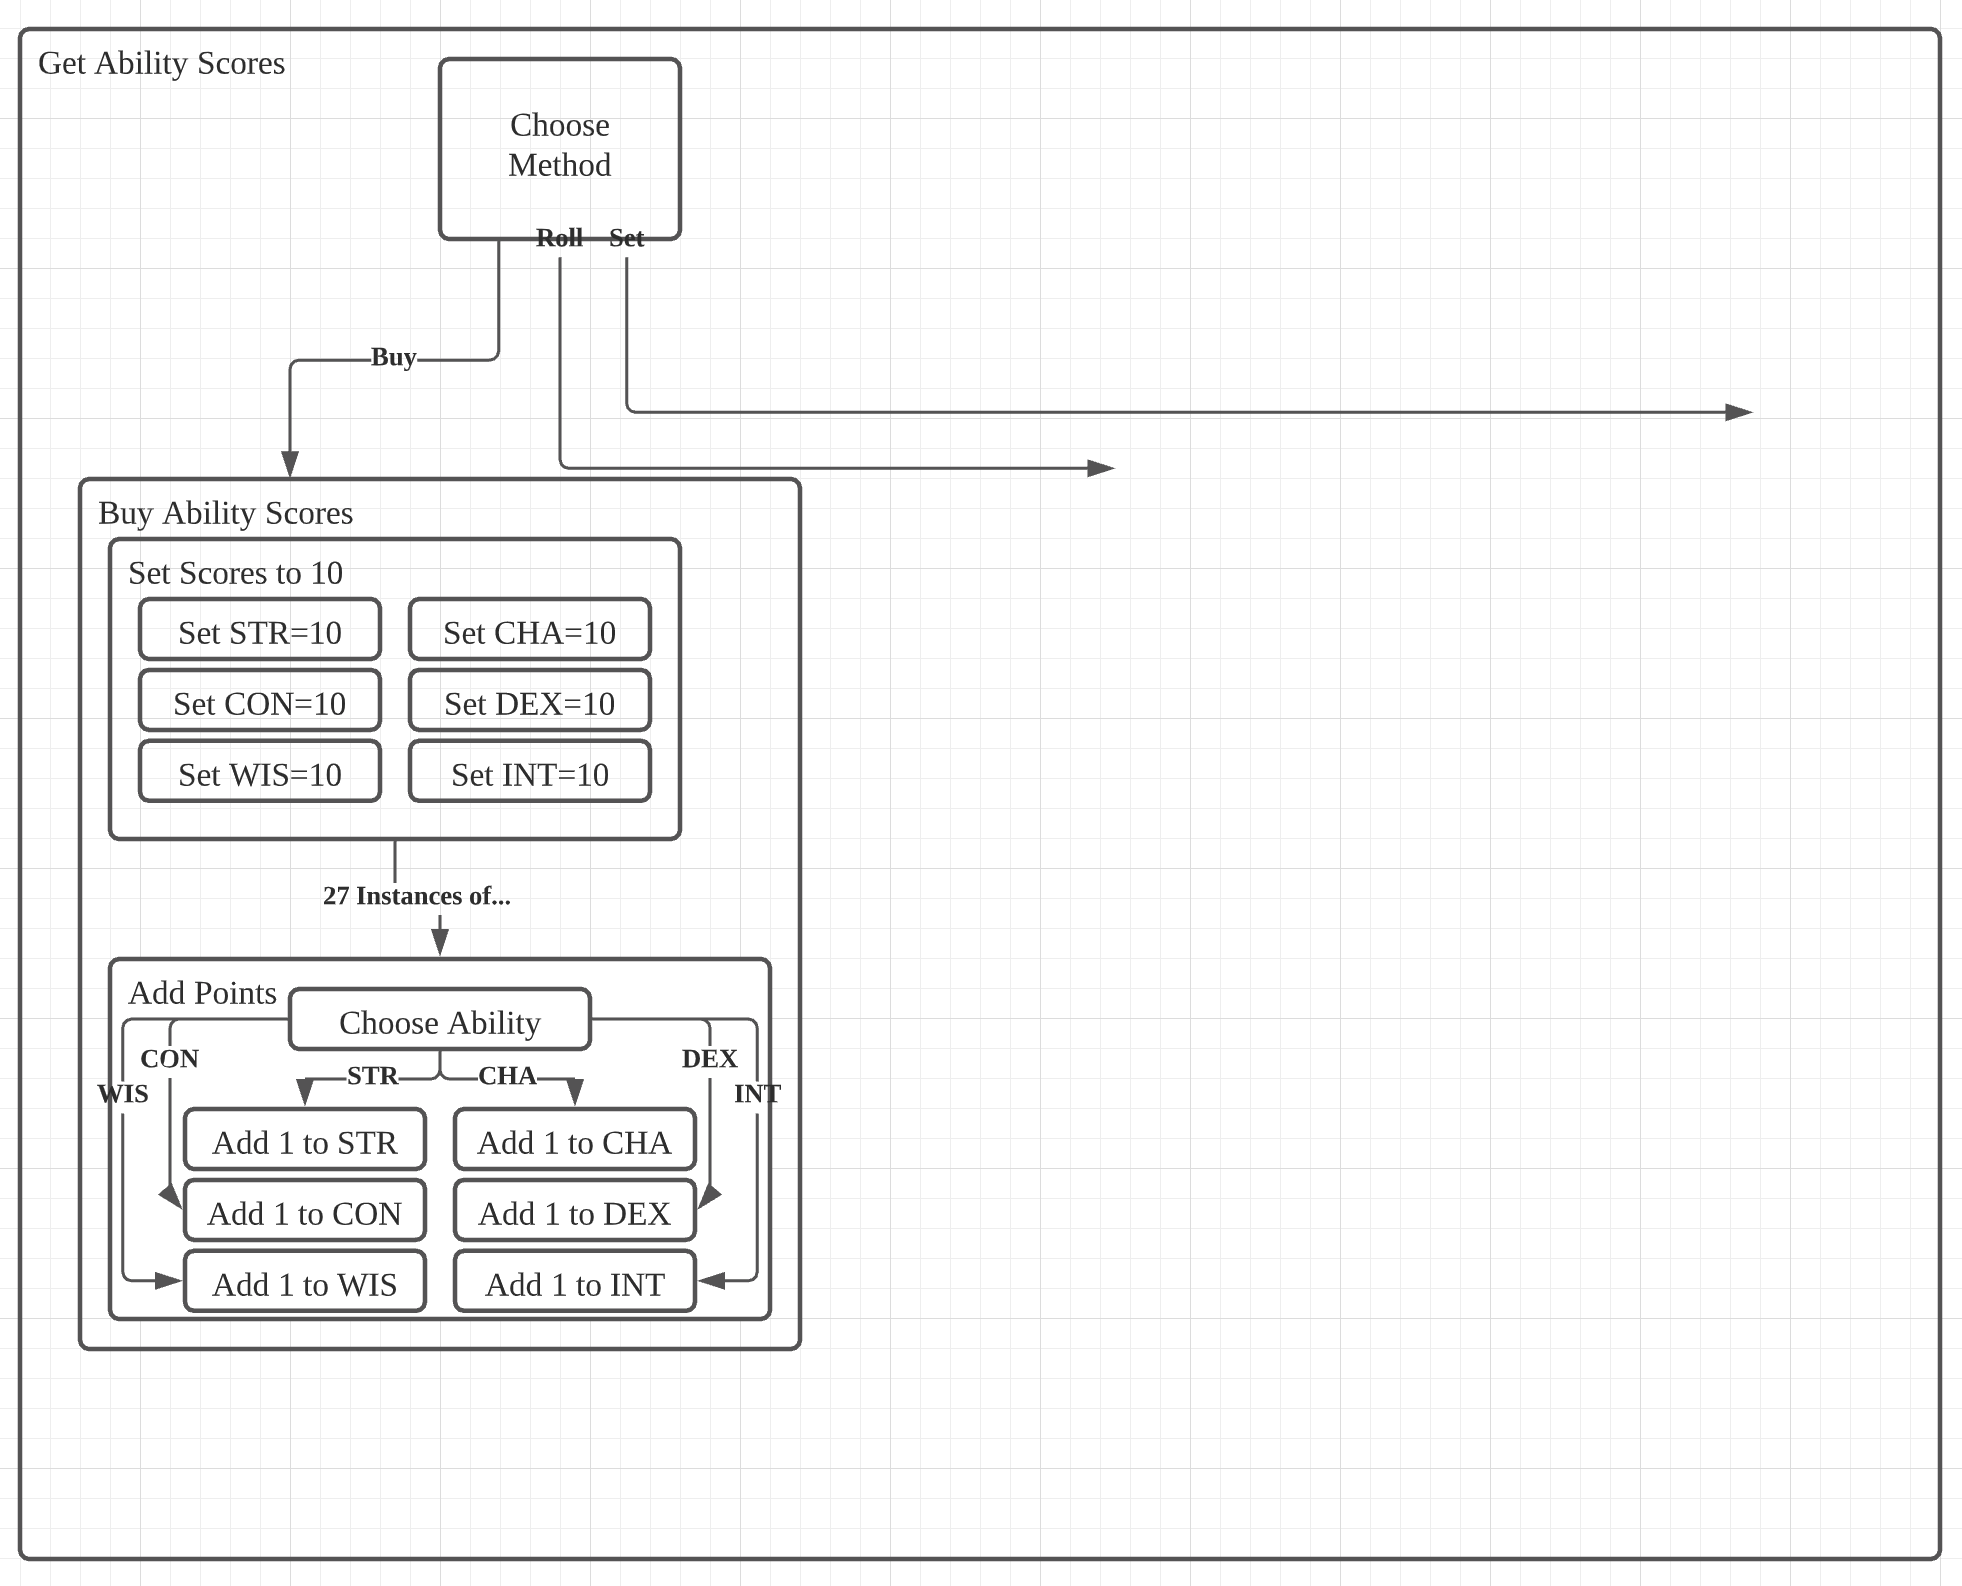 Get Ability Scores
Choose
Method
Roll
Set
Buy
Buy Ability Scores
Set Scores to 10
Set STR=10
Set CHA=10
Set CON=10
Set DEX=10
Set WIS=10
Set INT=10
27 Instances of...
Add Points
Choose Ability
CON
DEX
STR
CHA
WIS
INT
Add 1 to STR
Add 1 to CHA
Add 1 to CON
Add 1 to DEX
Add 1 to WIS
Add 1 to INT